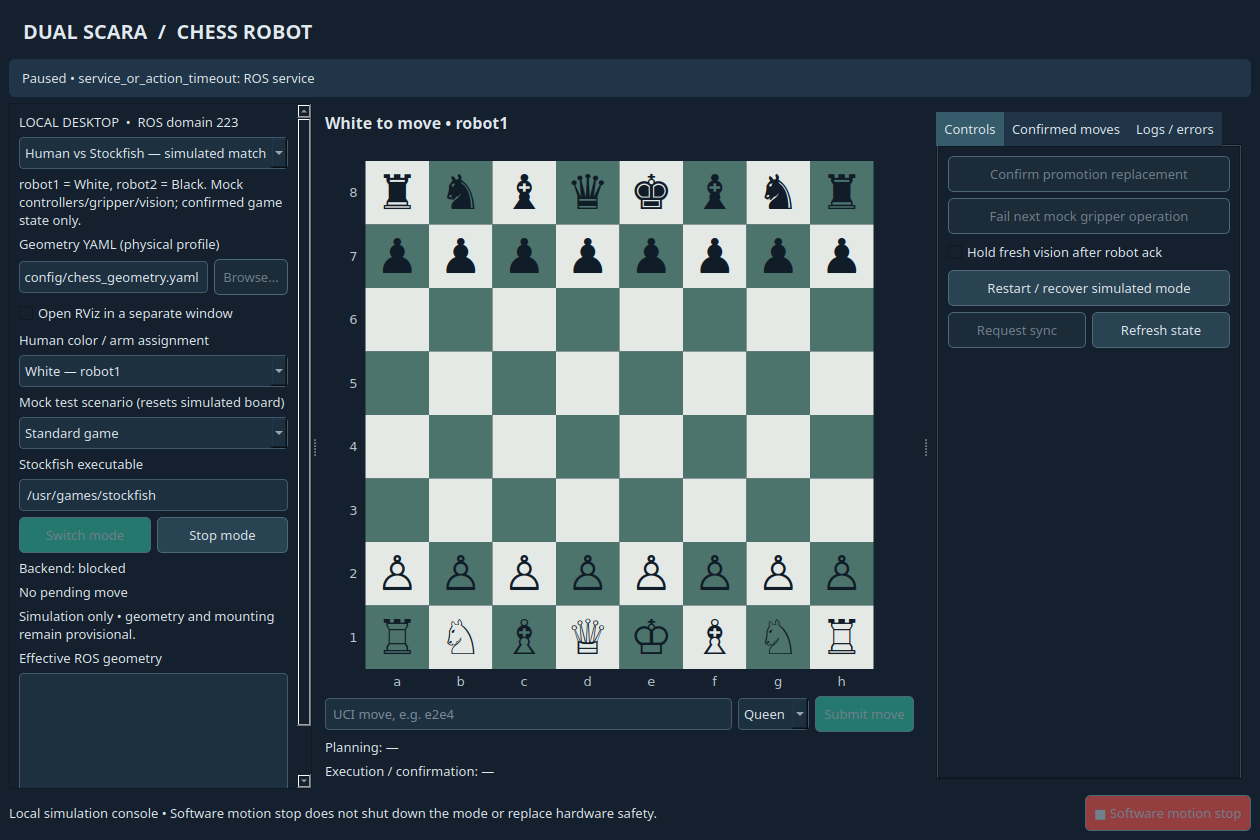 DUAL SCARA / CHESS ROBOT
Paused • service_or_action_timeout: ROS service
LOCAL DESKTOP • ROS domain 223
Human vs Stockfish — simulated match
robot1 = White, robot2 = Black. Mock
controllers/gripper/vision; confirmed game
state only.
Geometry YAML (physical profile)
config/chess_geometry.yaml
Browse...
Open RViz in a separate window
Human color / arm assignment
White — robot1
Mock test scenario (resets simulated board)
Standard game
Stockfish executable
/usr/games/stockfish
Switch mode
Stop mode
Backend: blocked
No pending move
Simulation only • geometry and mounting
remain provisional.
Effective ROS geometry
White to move • robot1
8
7
6
5
4
3
2
1
a b c d e f g h
UCI move, e.g. e2e4
Queen
Submit move
Planning: —
Execution / confirmation: —
Controls
Confirmed moves
Logs / errors
Confirm promotion replacement
Fail next mock gripper operation
Hold fresh vision after robot ack
Restart / recover simulated mode
Request sync
Refresh state
Local simulation console • Software motion stop does not shut down the mode or replace hardware safety.
■ Software motion stop